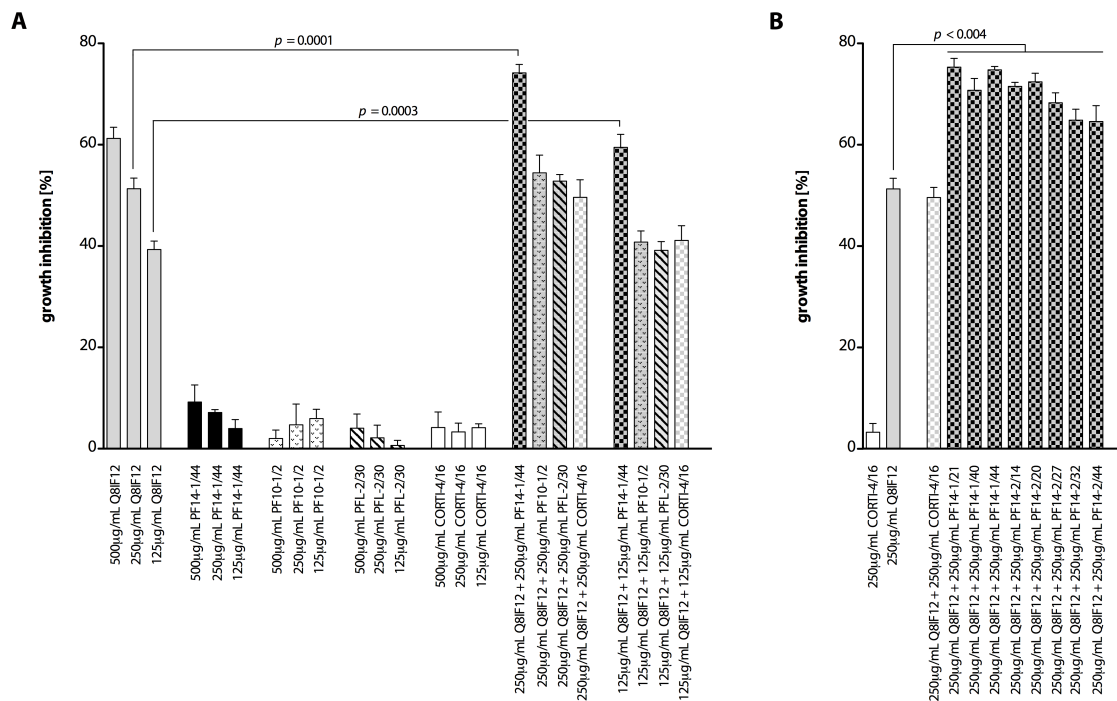 A
growth inhibition [%]
80
60
40
20
0
p = 0.0001
p = 0.0003
500µg/mL Q8IF12
250µg/mL Q8IF12
125µg/mL Q8IF12
500µg/mL PF14-1/44
250µg/mL PF14-1/44
125µg/mL PF14-1/44
500µg/mL PF10-1/2
250µg/mL PF10-1/2
125µg/mL PF10-1/2
500µg/mL PFL-2/30
250µg/mL PFL-2/30
125µg/mL PFL-2/30
500µg/mL CORTI-4/16
250µg/mL CORTI-4/16
125µg/mL CORTI-4/16
250µg/mL Q8IF12 + 250µg/mL PF14-1/44
250µg/mL Q8IF12 + 250µg/mL PF10-1/2
250µg/mL Q8IF12 + 250µg/mL PFL-2/30
250µg/mL Q8IF12 + 250µg/mL CORTI-4/16
125µg/mL Q8IF12 + 125µg/mL PF14-1/44
125µg/mL Q8IF12 + 125µg/mL PF10-1/2
125µg/mL Q8IF12 + 125µg/mL PFL-2/30
125µg/mL Q8IF12 + 125µg/mL CORTI-4/16
B
growth inhibition [%]
80
60
40
20
0
p < 0.004
250µg/mL CORTI-4/16
250µg/mL Q8IF12
250µg/mL Q8IF12 + 250µg/mL CORTI-4/16
250µg/mL Q8IF12 + 250µg/mL PF14-1/21
250µg/mL Q8IF12 + 250µg/mL PF14-1/40
250µg/mL Q8IF12 + 250µg/mL PF14-1/44
250µg/mL Q8IF12 + 250µg/mL PF14-2/14
250µg/mL Q8IF12 + 250µg/mL PF14-2/20
250µg/mL Q8IF12 + 250µg/mL PF14-2/27
250µg/mL Q8IF12 + 250µg/mL PF14-2/32
250µg/mL Q8IF12 + 250µg/mL PF14-2/44